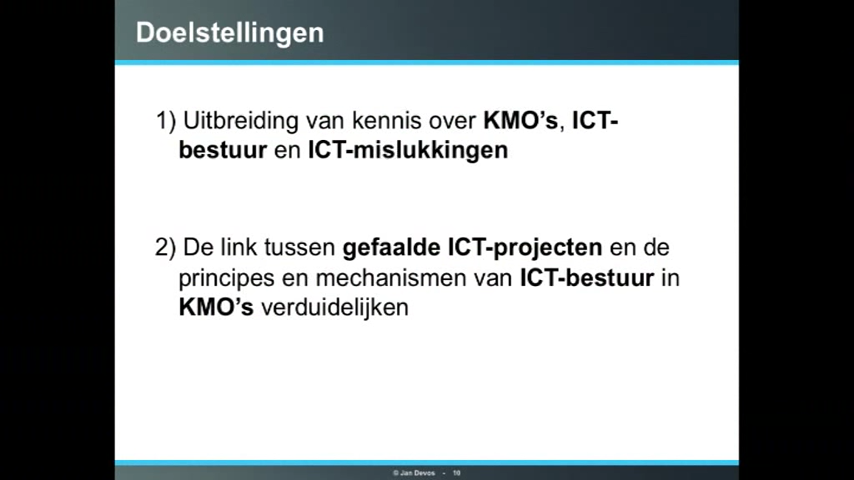 Doelstellingen
1) Uitbreiding van kennis over KMO’s, ICT-
bestuur en ICT-mislukkingen
2) De link tussen gefaalde ICT-projecten en de
principes en mechanismen van ICT-bestuur in
KMO’s verduidelijken
© Jan Devos - 10